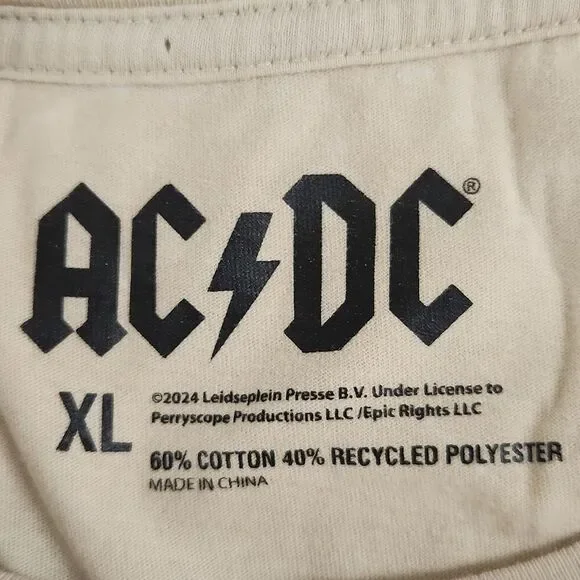 AC⚡DC®
XL
©2024 Leidseplein Presse B.V. Under License to
Perryscope Productions LLC /Epic Rights LLC
60% COTTON 40% RECYCLED POLYESTER
MADE IN CHINA